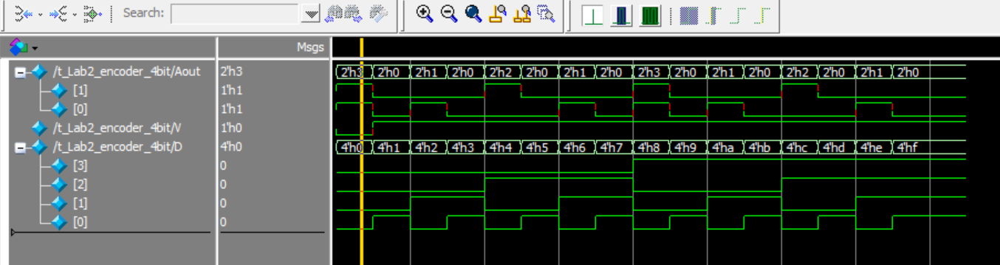 Search:
Msgs
/t_Lab2_encoder_4bit/Aout 2'h3 2'h3 2'h0 2'h1 2'h0 2'h2 2'h0 2'h1 2'h0 2'h3 2'h0 2'h1 2'h0 2'h2 2'h0 2'h1 2'h0
[1] 1'h1
[0] 1'h1
/t_Lab2_encoder_4bit/V 1'h0
/t_Lab2_encoder_4bit/D 4'h0 4'h0 4'h1 4'h2 4'h3 4'h4 4'h5 4'h6 4'h7 4'h8 4'h9 4'ha 4'hb 4'hc 4'hd 4'he 4'hf
[3] 0
[2] 0
[1] 0
[0] 0